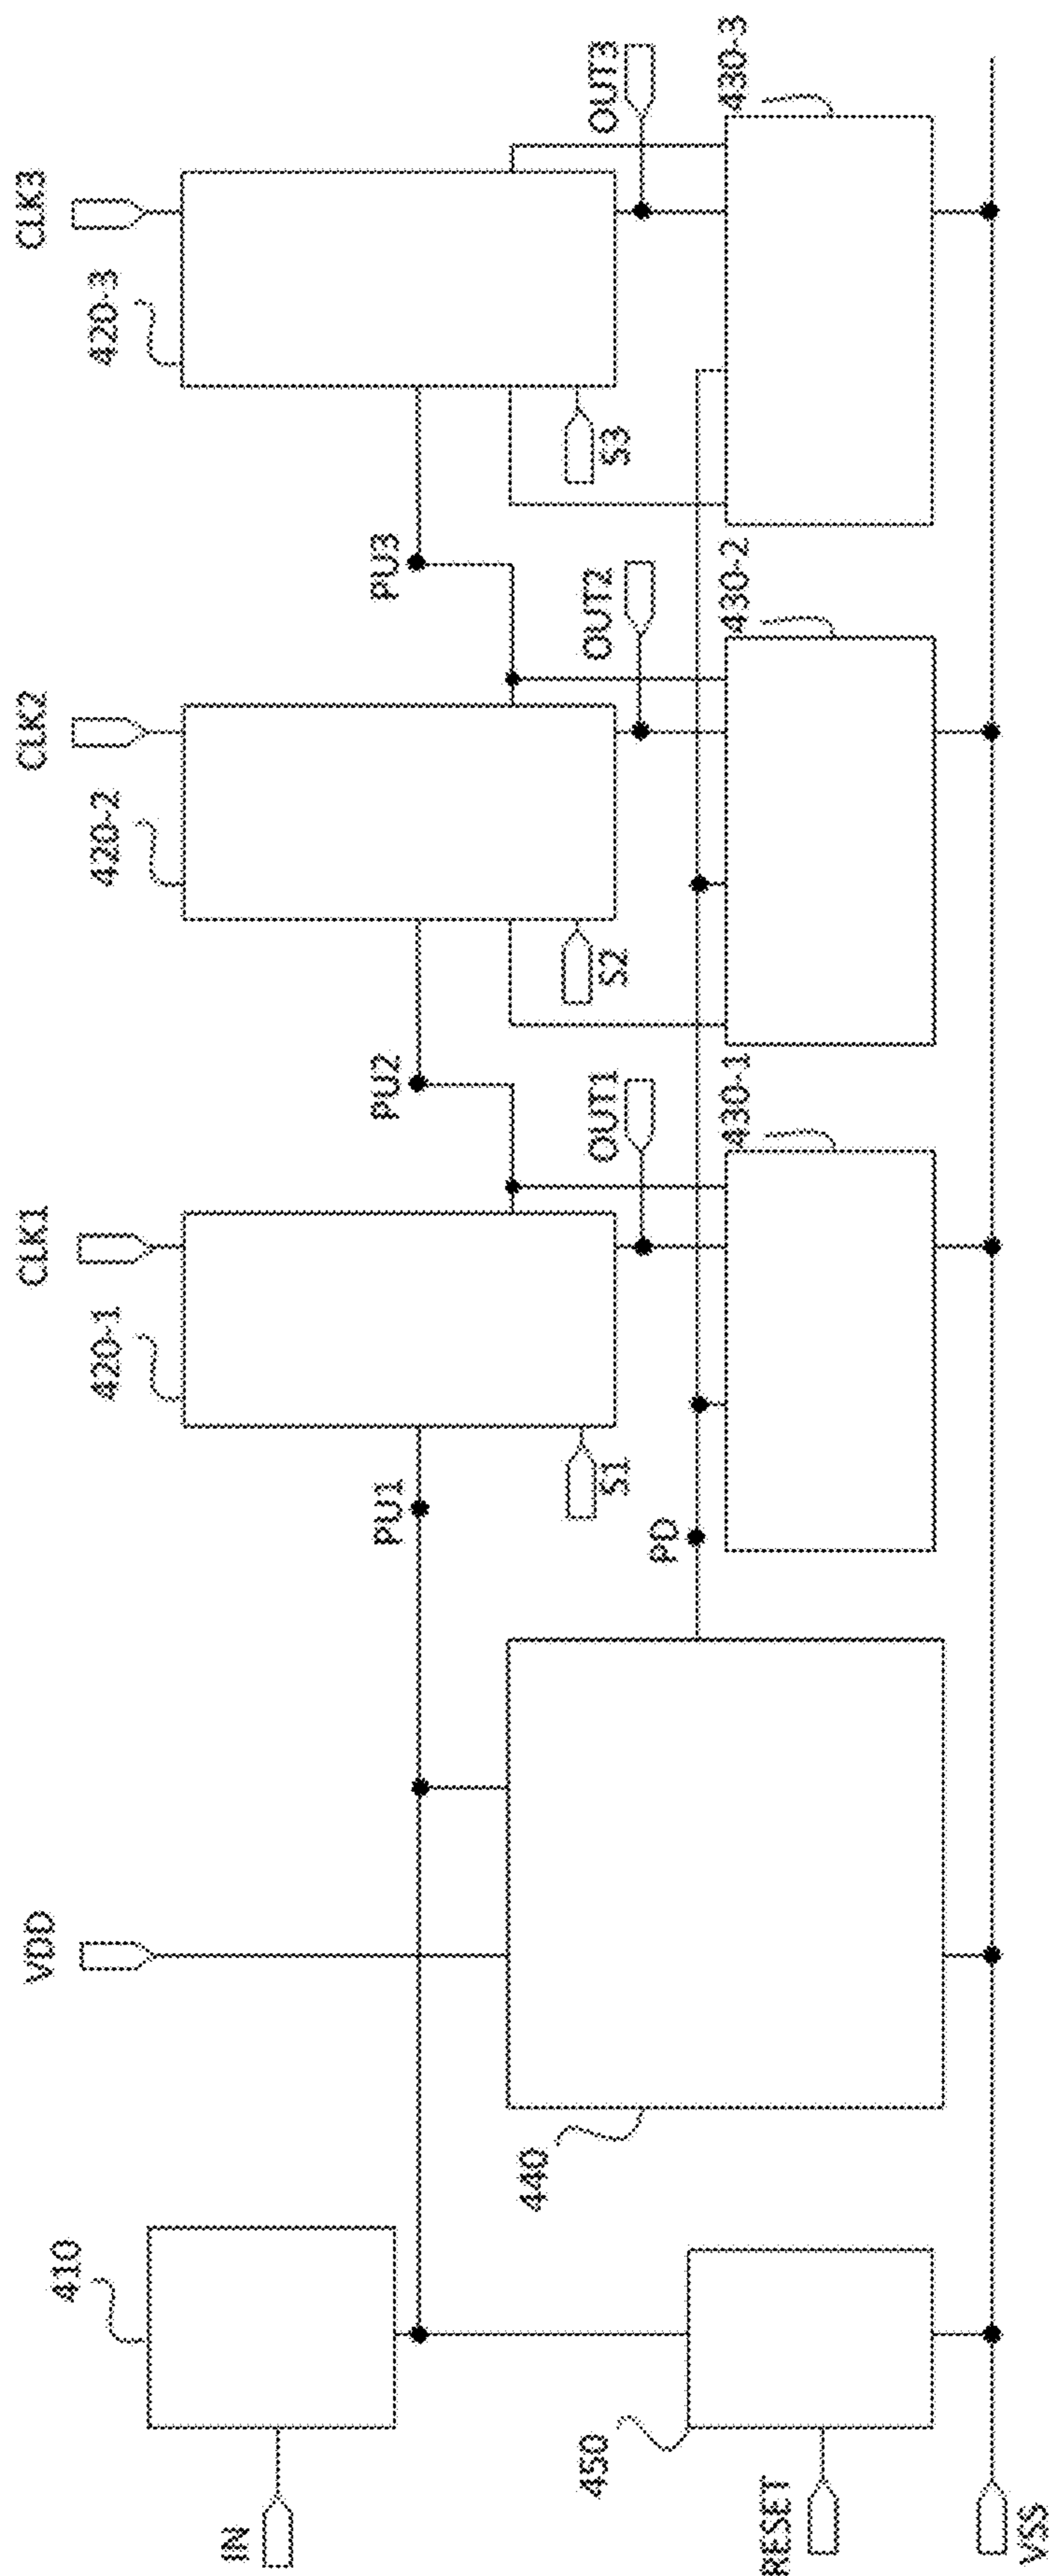 IN
410
VDD
420-1
CLK1
420-2
CLK2
420-3
CLK3
PU1
PU2
PU3
450
440
S1
OUT1
S2
OUT2
S3
OUT3
PD
430-1
430-2
430-3
RESET
VSS